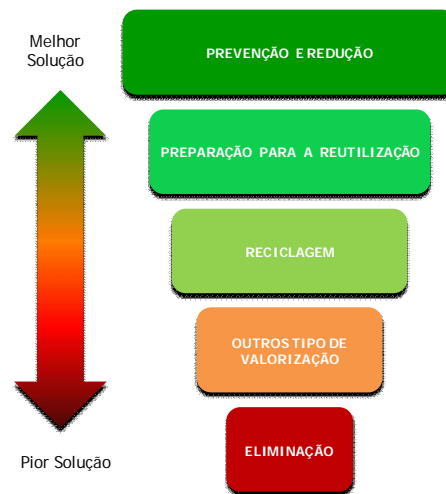 Melhor
Solução
PREVENÇÃO E REDUÇÃO
PREPARAÇÃO PARA A REUTILIZAÇÃO
RECICLAGEM
OUTROS TIPO DE
VALORIZAÇÃO
ELIMINAÇÃO
Pior Solução